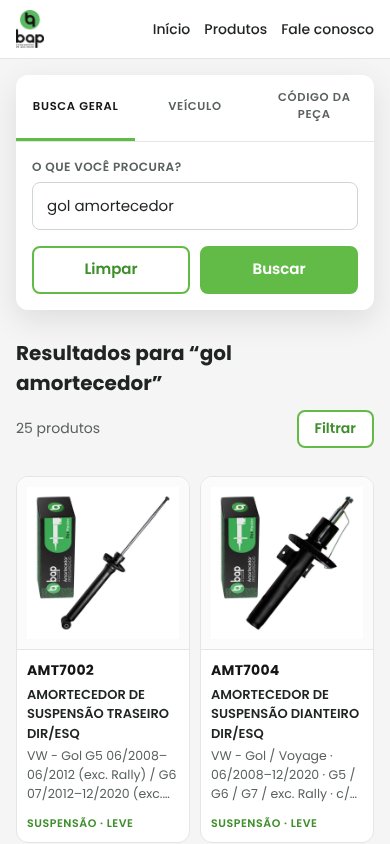 bap
Início Produtos Fale conosco
BUSCA GERAL
VEÍCULO
CÓDIGO DA
PEÇA
O QUE VOCÊ PROCURA?
gol amortecedor
Limpar
Buscar
Resultados para “gol
amortecedor”
25 produtos
Filtrar
bap
Amortecedor
AMT7002
AMORTECEDOR DE
SUSPENSÃO TRASEIRO
DIR/ESQ
VW - Gol G5 06/2008–
06/2012 (exc. Rally) / G6
07/2012–12/2020 (exc.…
SUSPENSÃO · LEVE
bap
Amortecedor
AMT7004
AMORTECEDOR DE
SUSPENSÃO DIANTEIRO
DIR/ESQ
VW - Gol / Voyage ·
06/2008–12/2020 · G5 /
G6 / G7 / exc. Rally · c/…
SUSPENSÃO · LEVE